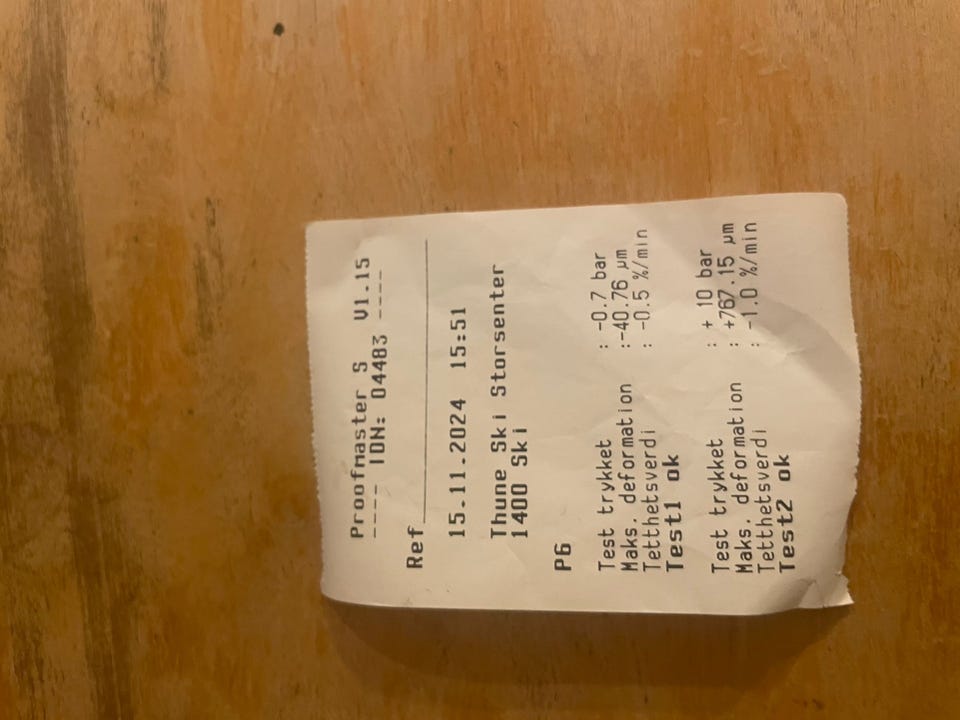 Proofmaster S V1.15
---- IDN: 04483 ----
Ref
15.11.2024 15:51
Thune Ski Storsenter
1400 Ski
P6
Test trykket : -0.7 bar
Maks. deformation :-40.76 µm
Tetthetsverdi : -0.5 %/min
Test1 ok
Test trykket : + 10 bar
Maks. deformation : +767.15 µm
Tetthetsverdi : -1.0 %/min
Test2 ok